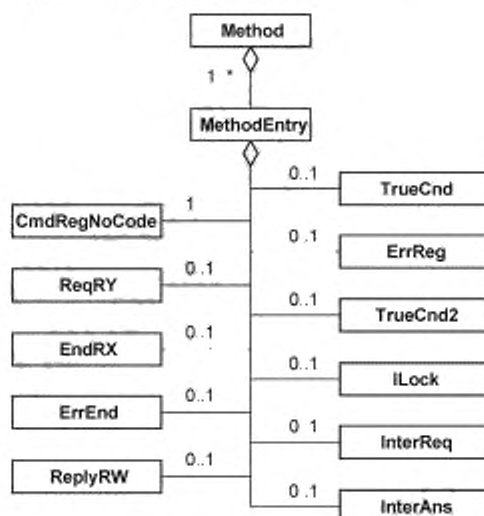 Method
1 *
MethodEntry
0..1
TrueCnd
1
CmdRegNoCode
0..1
ErrReg
0..1
ReqRY
0..1
TrueCnd2
0..1
EndRX
0..1
ILock
0..1
ErrEnd
0 1
InterReq
0..1
ReplyRW
0..1
InterAns